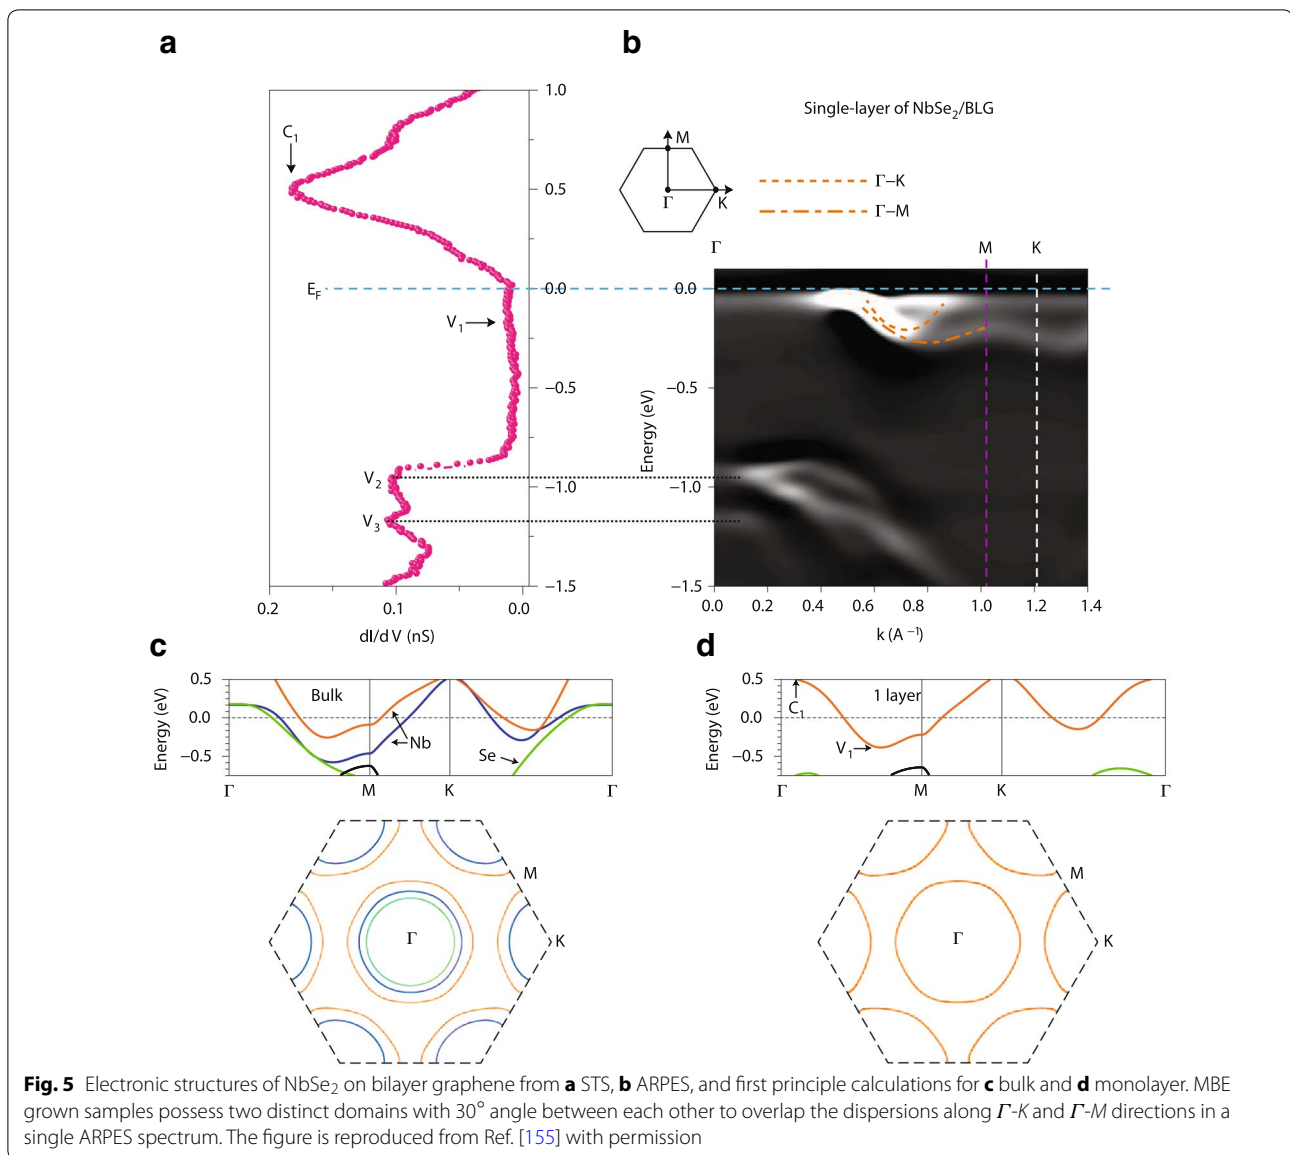 a
b
1.0
0.5
0.0
−0.5
−1.0
−1.5
C1
EF
V1
V2
V3
0.2 0.1 0.0
dI/d V (nS)
Single-layer of NbSe2/BLG
M
Γ
K
Γ–K
Γ–M
Γ M K
0.0
−0.5
−1.0
−1.5
Energy (eV)
0.0 0.2 0.4 0.6 0.8 1.0 1.2 1.4
k (A −1)
c
0.5
0.0
−0.5
Energy (eV)
Bulk
Nb
Se
Γ M K Γ
M
Γ
K
d
0.5
0.0
−0.5
Energy (eV)
C1
1 layer
V1
Γ M K Γ
M
Γ
K
Fig. 5 Electronic structures of NbSe2 on bilayer graphene from a STS, b ARPES, and first principle calculations for c bulk and d monolayer. MBE
grown samples possess two distinct domains with 30° angle between each other to overlap the dispersions along Γ-K and Γ-M directions in a
single ARPES spectrum. The figure is reproduced from Ref. [155] with permission